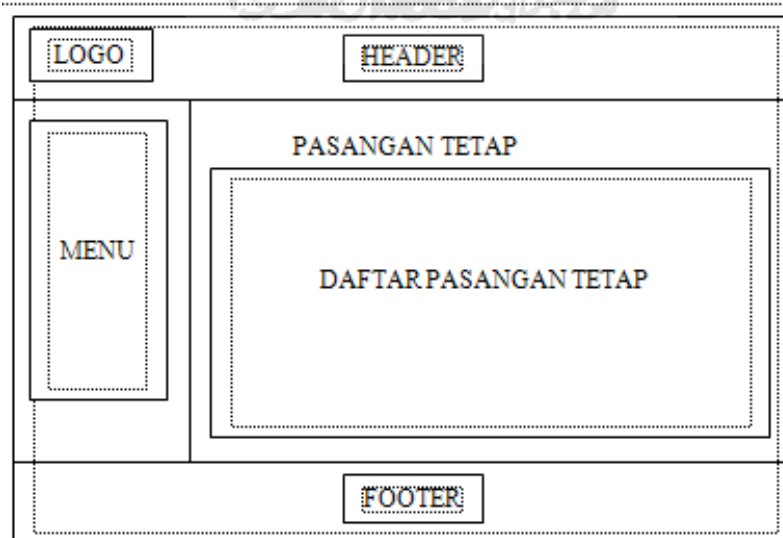 LOGO
HEADER
PASANGAN TETAP
MENU
DAFTAR PASANGAN TETAP
FOOTER